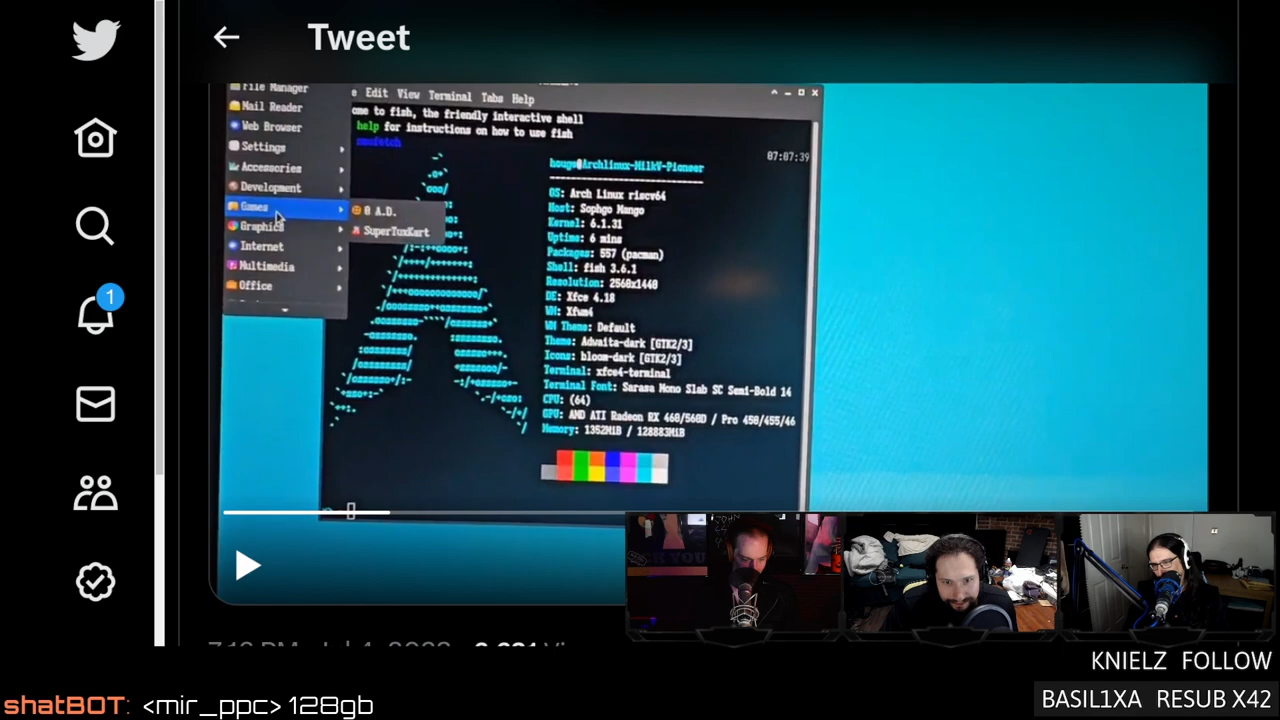 Tweet
File Manager
Mail Reader
Web Browser
Settings
Accessories
Development
Games
Graphics
Internet
Multimedia
Office
0 A.D.
SuperTuxKart
e Edit View Terminal Tabs Help
ome to fish, the friendly interactive shell
help for instructions on how to use fish
07:07:39
@Archlinux-MilkV-Pioneer
OS: Arch Linux riscv64
Host: Sophgo Mango
Kernel: 6.1.31
Uptime: 6 mins
Packages: 557 (pacman)
Shell: fish 3.6.1
Resolution: 2560x1440
DE: Xfce 4.18
WM: Xfwm4
WM Theme: Default
Theme: Adwaita-dark [GTK2/3]
Icons: bloom-dark [GTK2/3]
Terminal: xfce4-terminal
Terminal Font: Sarasa Mono Slab SC Semi-Bold 14
CPU: (64)
GPU: AMD ATI Radeon RX 460/560D / Pro 450/455/46
Memory: 1352MiB / 128883MiB
1
KNIELZ FOLLOW
BASIL1XA RESUB X42
shatBOT: <mir_ppc> 128gb